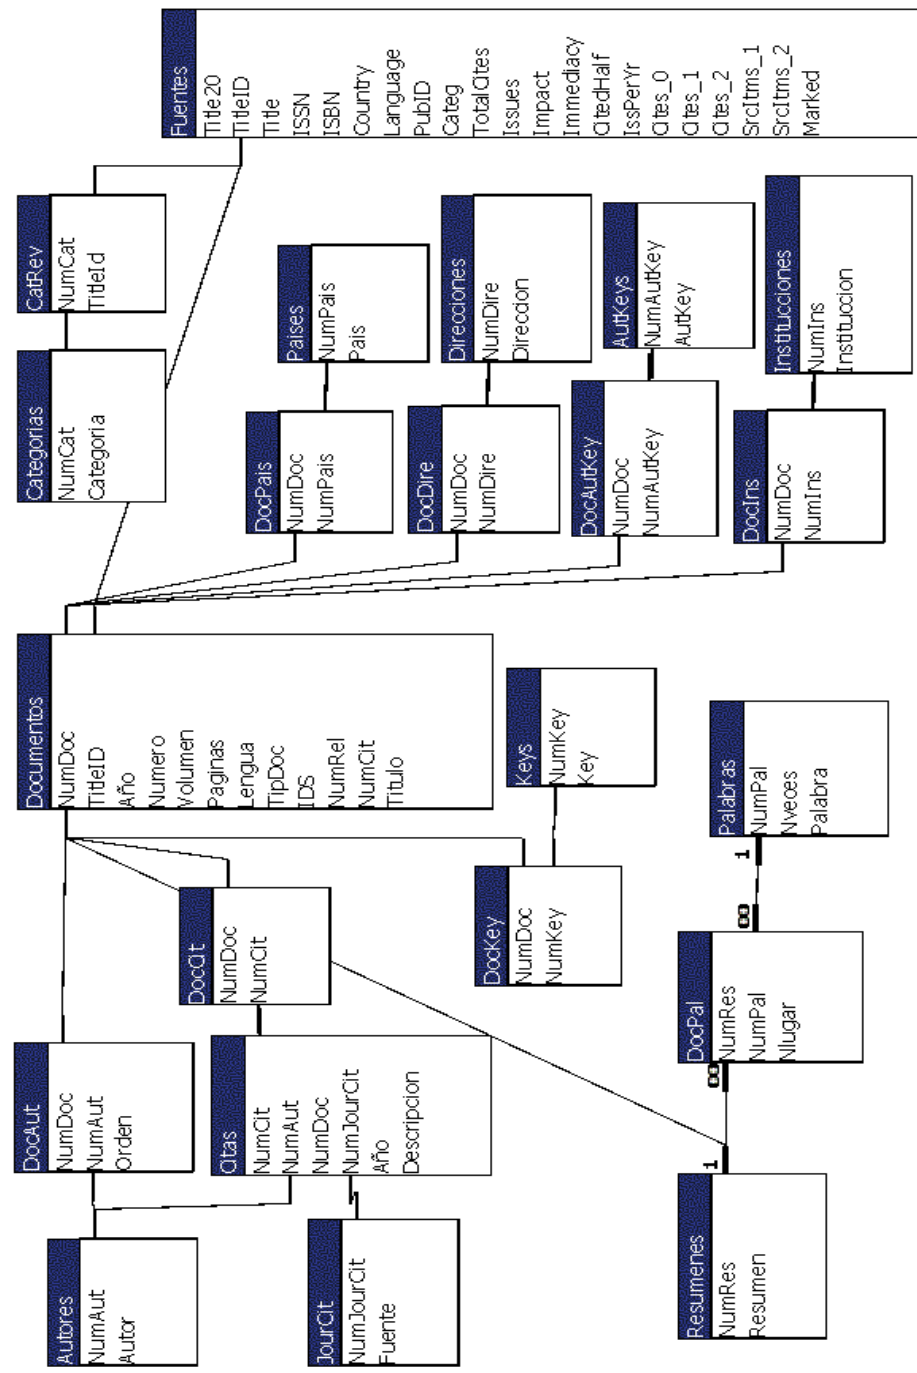 Autores
NumAut
Autor
DocAut
NumDoc
NumAut
Orden
Documentos
NumDoc
TitleID
Año
Numero
Volumen
Paginas
Lengua
TipDoc
IDS
NumRel
NumCit
Titulo
Categorias
NumCat
Categoria
CatRev
NumCat
TitleId
Fuentes
Title20
TitleID
Title
ISSN
ISBN
Country
Language
PubID
Categ
TotalCites
Issues
Impact
Immediacy
CitedHalf
IssPerYr
Cites_0
Cites_1
Cites_2
SrcItms_1
SrcItms_2
Marked
JourCit
NumJourCit
Fuente
Citas
NumCit
NumAut
NumDoc
NumJourCit
Año
Descripcion
DocCit
NumDoc
NumCit
DocPais
NumDoc
NumPais
Paises
NumPais
Pais
DocDire
NumDoc
NumDire
Direcciones
NumDire
Direccion
DocKey
NumDoc
NumKey
Keys
NumKey
Key
DocAutKey
NumDoc
NumAutKey
AutKeys
NumAutKey
AutKey
Resumenes
NumRes
Resumen
1
∞
DocPal
NumRes
NumPal
Nlugar
∞
1
Palabras
NumPal
Nveces
Palabra
DocIns
NumDoc
NumIns
Institucciones
NumIns
Instituccion